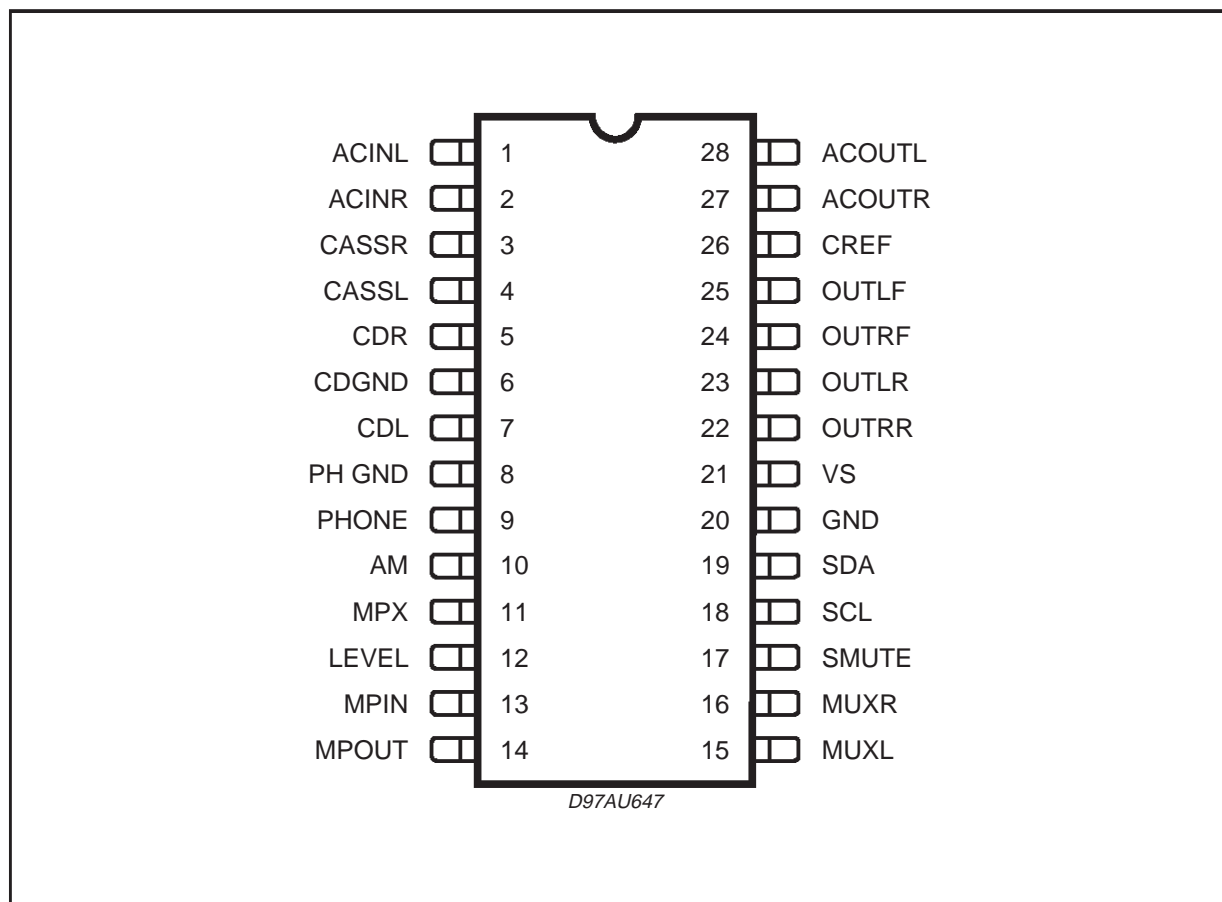 ACINL 1 28 ACOUTL
ACINR 2 27 ACOUTR
CASSR 3 26 CREF
CASSL 4 25 OUTLF
CDR 5 24 OUTRF
CDGND 6 23 OUTLR
CDL 7 22 OUTRR
PH GND 8 21 VS
PHONE 9 20 GND
AM 10 19 SDA
MPX 11 18 SCL
LEVEL 12 17 SMUTE
MPIN 13 16 MUXR
MPOUT 14 15 MUXL
D97AU647